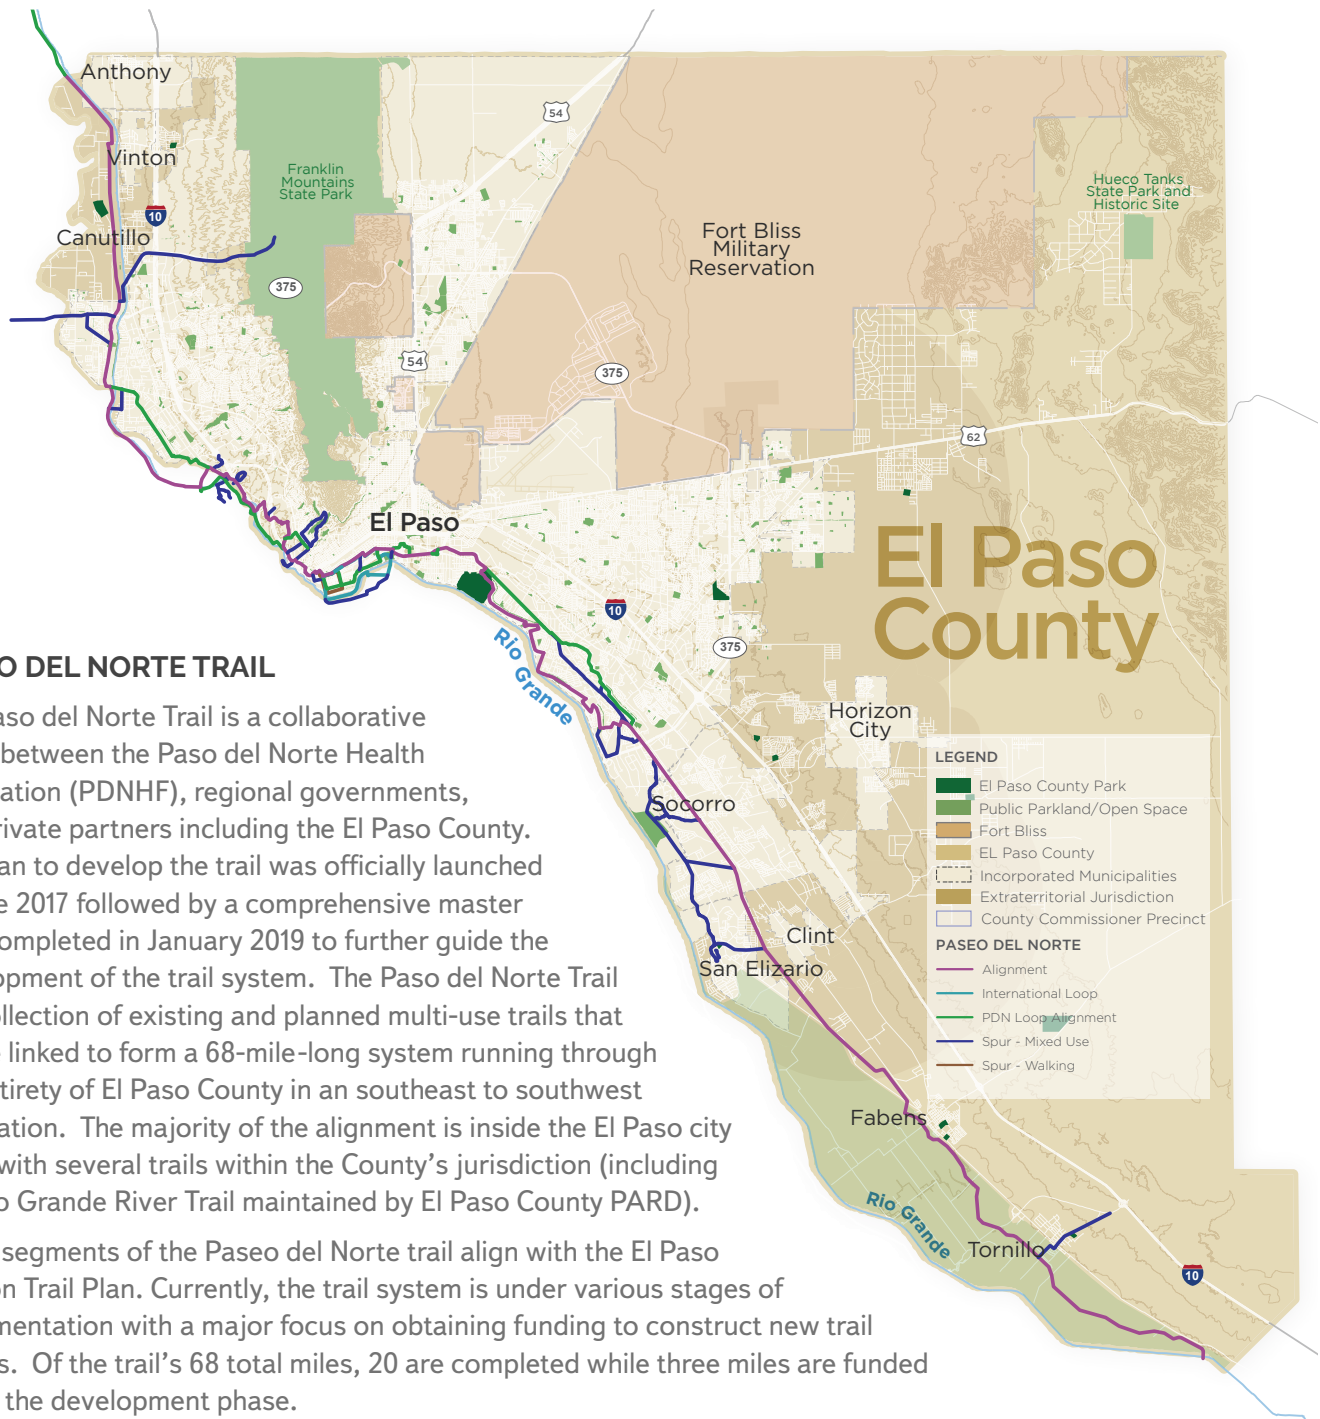 Anthony
54
Vinton
Franklin
Mountains
State Park
Hueco Tanks
State Park and
Historic Site
10
Canutillo
Fort Bliss
Military
Reservation
375
54
375
62
El Paso
El Paso
County
10
Rio Grande
375
Horizon
City
Socorro
Clint
San Elizario
Fabens
Rio Grande
Tornillo
10
LEGEND
El Paso County Park
Public Parkland/Open Space
Fort Bliss
EL Paso County
Incorporated Municipalities
Extraterritorial Jurisdiction
County Commissioner Precinct
PASEO DEL NORTE
Alignment
International Loop
PDN Loop Alignment
Spur - Mixed Use
Spur - Walking
O DEL NORTE TRAIL
aso del Norte Trail is a collaborative
between the Paso del Norte Health
ation (PDNHF), regional governments,
rivate partners including the El Paso County.
an to develop the trail was officially launched
e 2017 followed by a comprehensive master
ompleted in January 2019 to further guide the
opment of the trail system. The Paso del Norte Trail
ollection of existing and planned multi-use trails that
linked to form a 68-mile-long system running through
tirety of El Paso County in an southeast to southwest
ation. The majority of the alignment is inside the El Paso city
with several trails within the County's jurisdiction (including
o Grande River Trail maintained by El Paso County PARD).
segments of the Paseo del Norte trail align with the El Paso
on Trail Plan. Currently, the trail system is under various stages of
mentation with a major focus on obtaining funding to construct new trail
s. Of the trail's 68 total miles, 20 are completed while three miles are funded
the development phase.